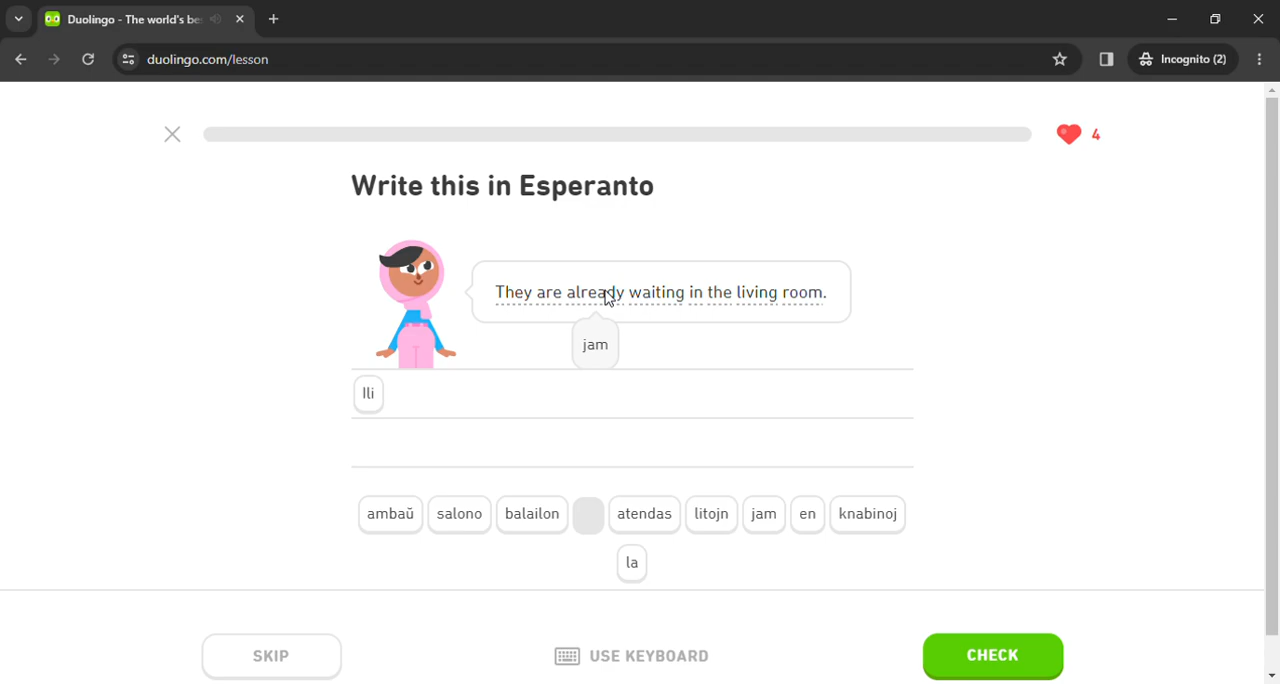 Duolingo - The world's be
duolingo.com/lesson
Incognito (2)
4
Write this in Esperanto
They are already waiting in the living room.
jam
Ili
ambaŭ salono balailon atendas litojn jam en knabinoj
la
SKIP USE KEYBOARD CHECK